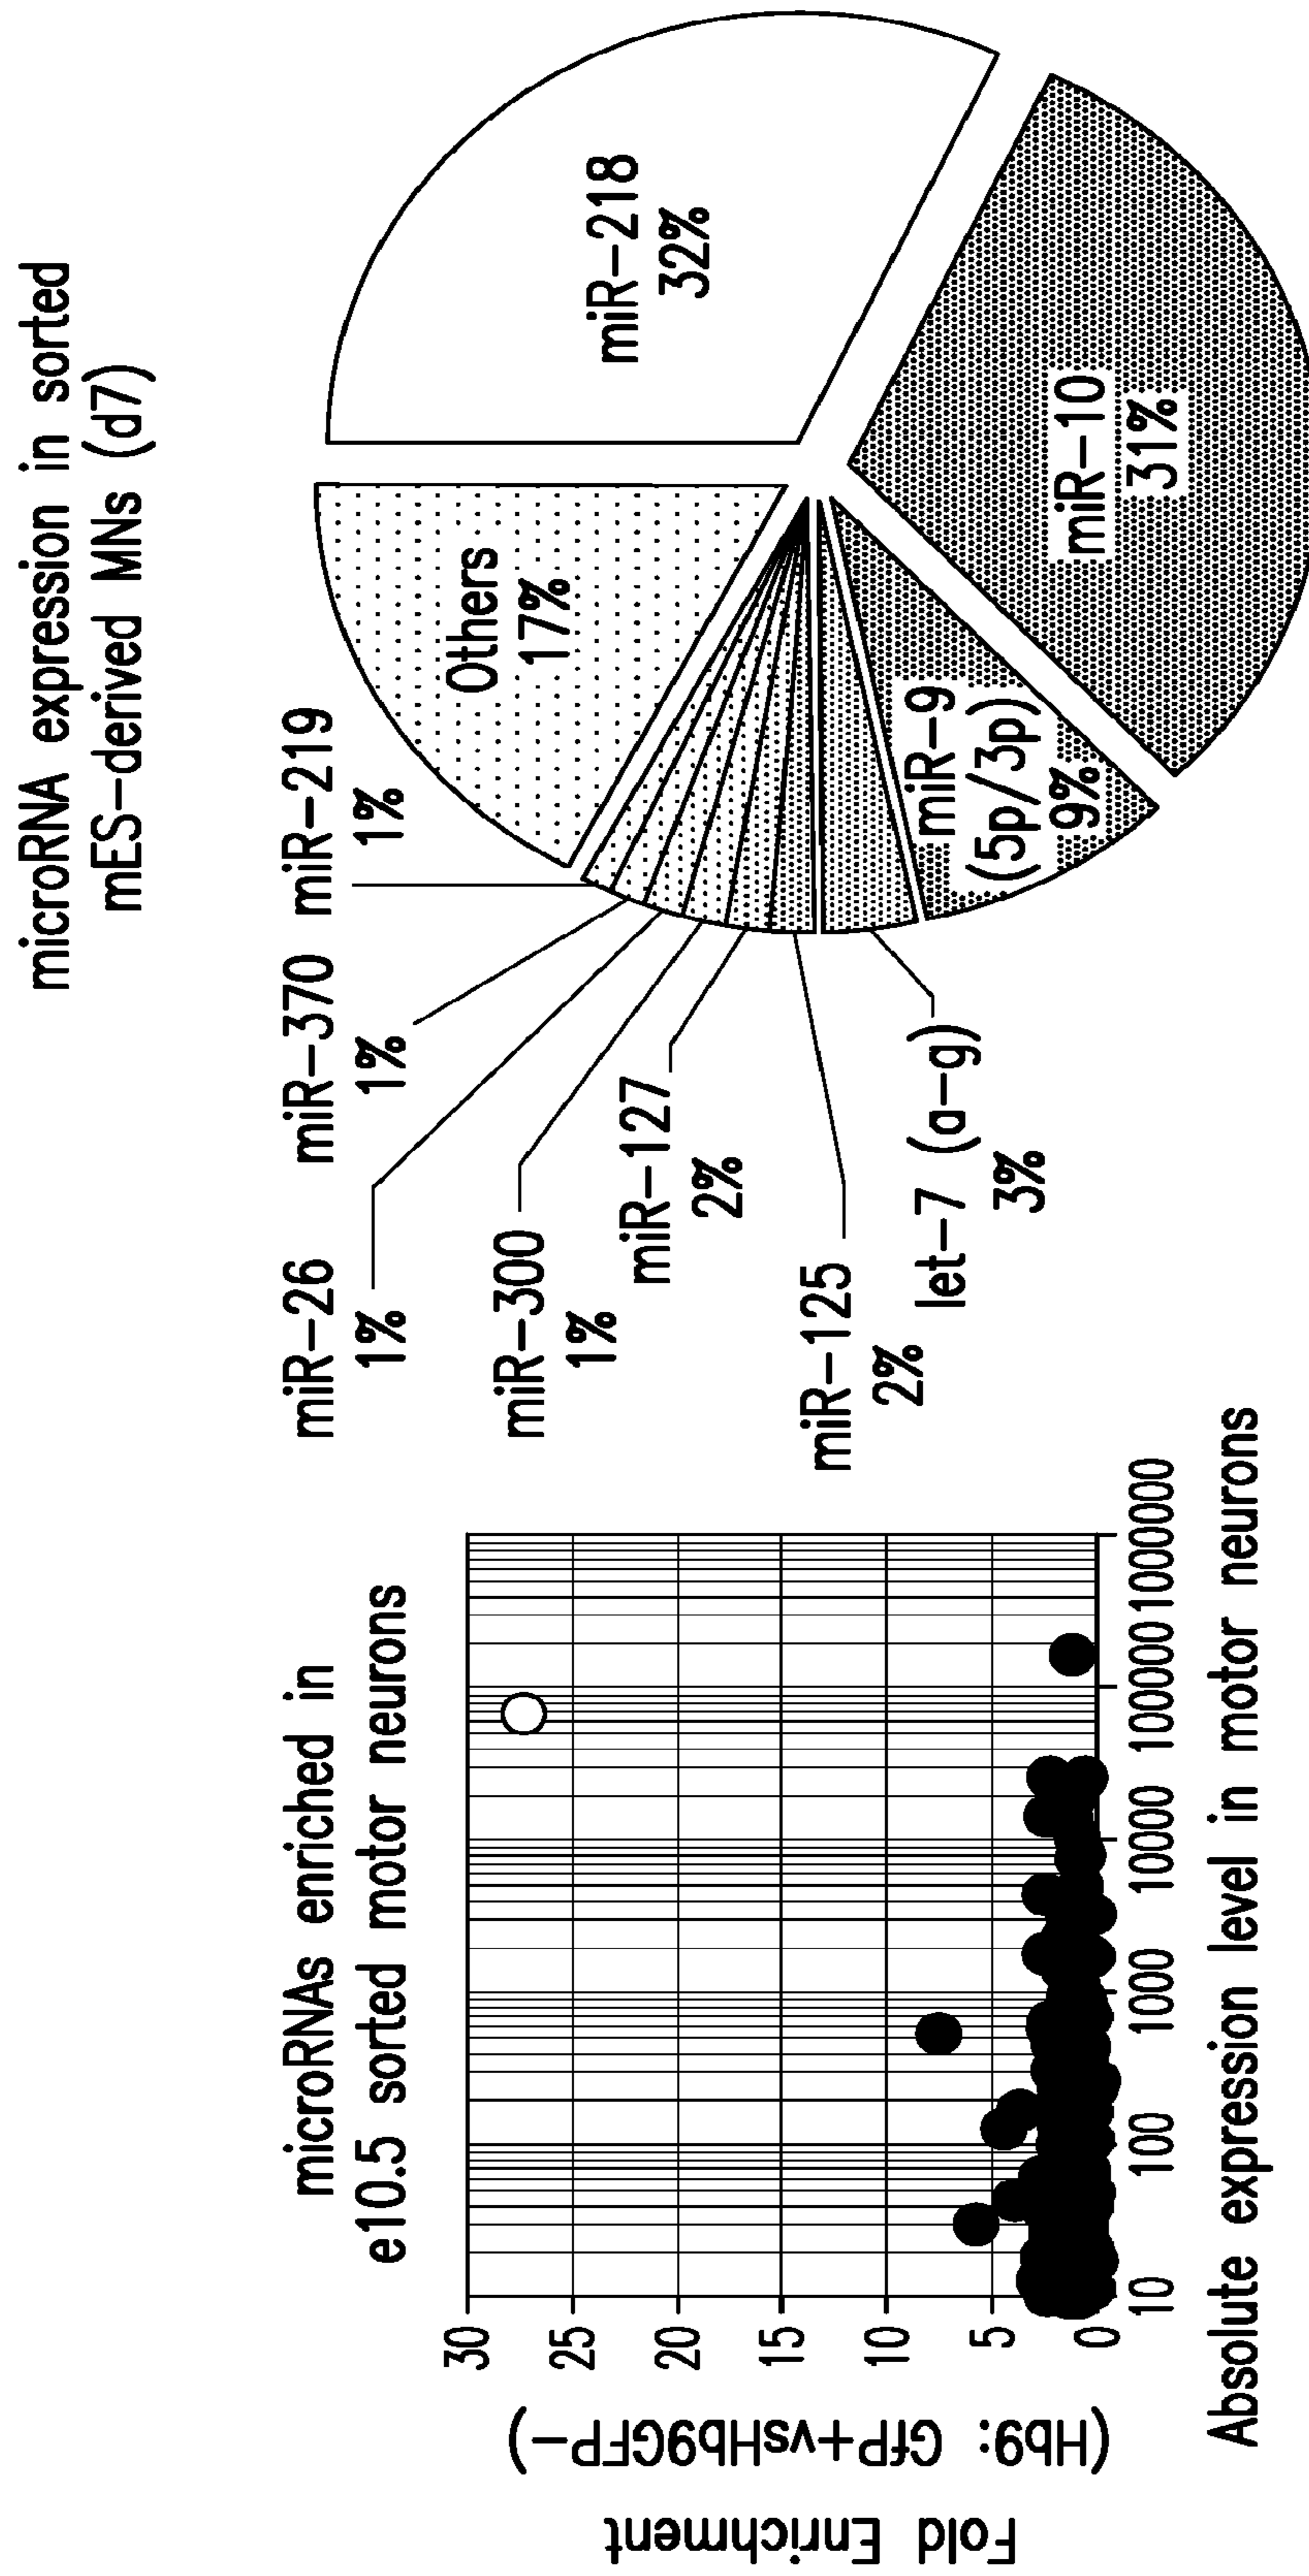 microRNAs enriched in
e10.5 sorted motor neurons
Fold Enrichment
(Hb9: GfP+vsHb9GFP-)
30
25
20
15
10
5
0
10
100
1000
10000
100000
1000000
Absolute expression level in motor neurons
microRNA expression in sorted
mES-derived MNs (d7)
miR-26
1%
miR-370
1%
miR-219
1%
miR-300
1%
miR-127
2%
miR-125
2%
let-7 (a-g)
3%
Others
17%
miR-218
32%
miR-9
(5p/3p)
9%
miR-10
31%